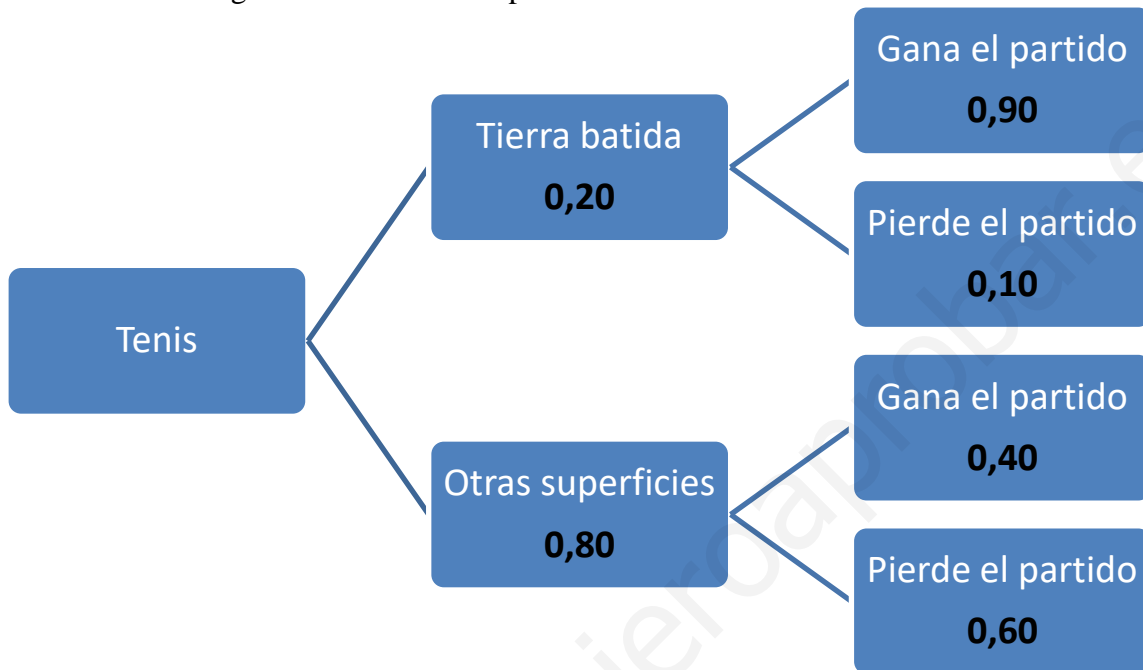 Gana el partido
0,90
Tierra batida
0,20
Pierde el partido
0,10
Tenis
Gana el partido
0,40
Otras superficies
0,80
Pierde el partido
0,60